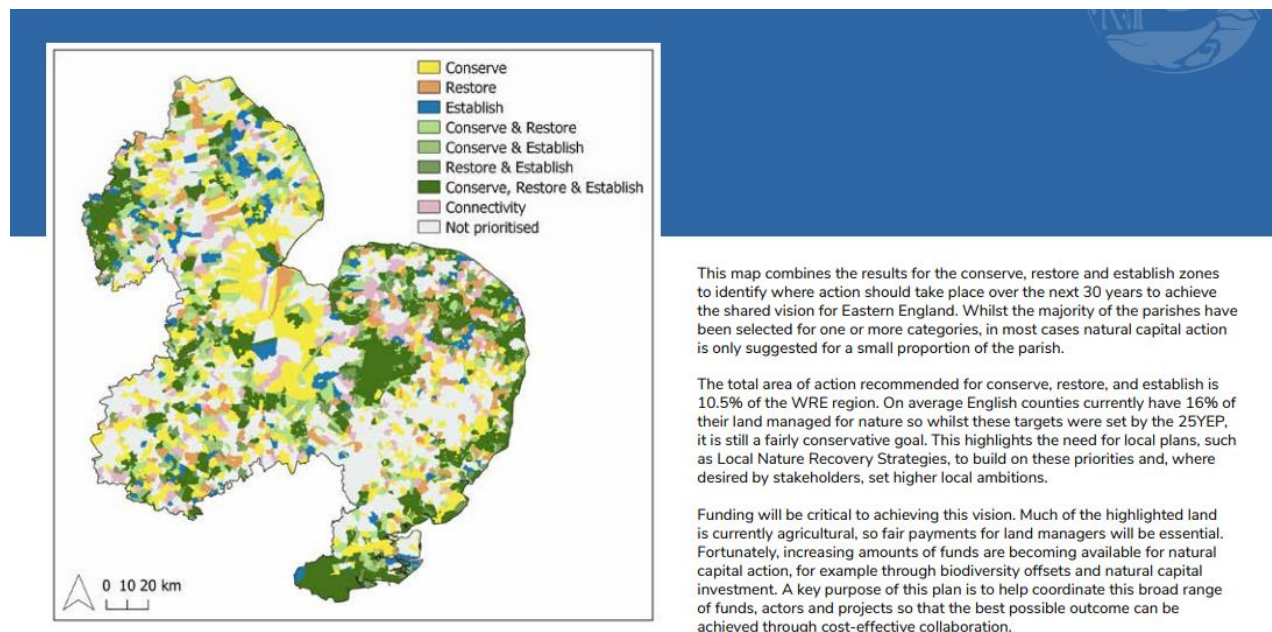 Conserve
Restore
Establish
Conserve & Restore
Conserve & Establish
Restore & Establish
Conserve, Restore & Establish
Connectivity
Not prioritised
0 10 20 km
This map combines the results for the conserve, restore and establish zones
to identify where action should take place over the next 30 years to achieve
the shared vision for Eastern England. Whilst the majority of the parishes have
been selected for one or more categories, in most cases natural capital action
is only suggested for a small proportion of the parish.
The total area of action recommended for conserve, restore, and establish is
10.5% of the WRE region. On average English counties currently have 16% of
their land managed for nature so whilst these targets were set by the 25YEP,
it is still a fairly conservative goal. This highlights the need for local plans, such
as Local Nature Recovery Strategies, to build on these priorities and, where
desired by stakeholders, set higher local ambitions.
Funding will be critical to achieving this vision. Much of the highlighted land
is currently agricultural, so fair payments for land managers will be essential.
Fortunately, increasing amounts of funds are becoming available for natural
capital action, for example through biodiversity offsets and natural capital
investment. A key purpose of this plan is to help coordinate this broad range
of funds, actors and projects so that the best possible outcome can be
achieved through cost-effective collaboration.